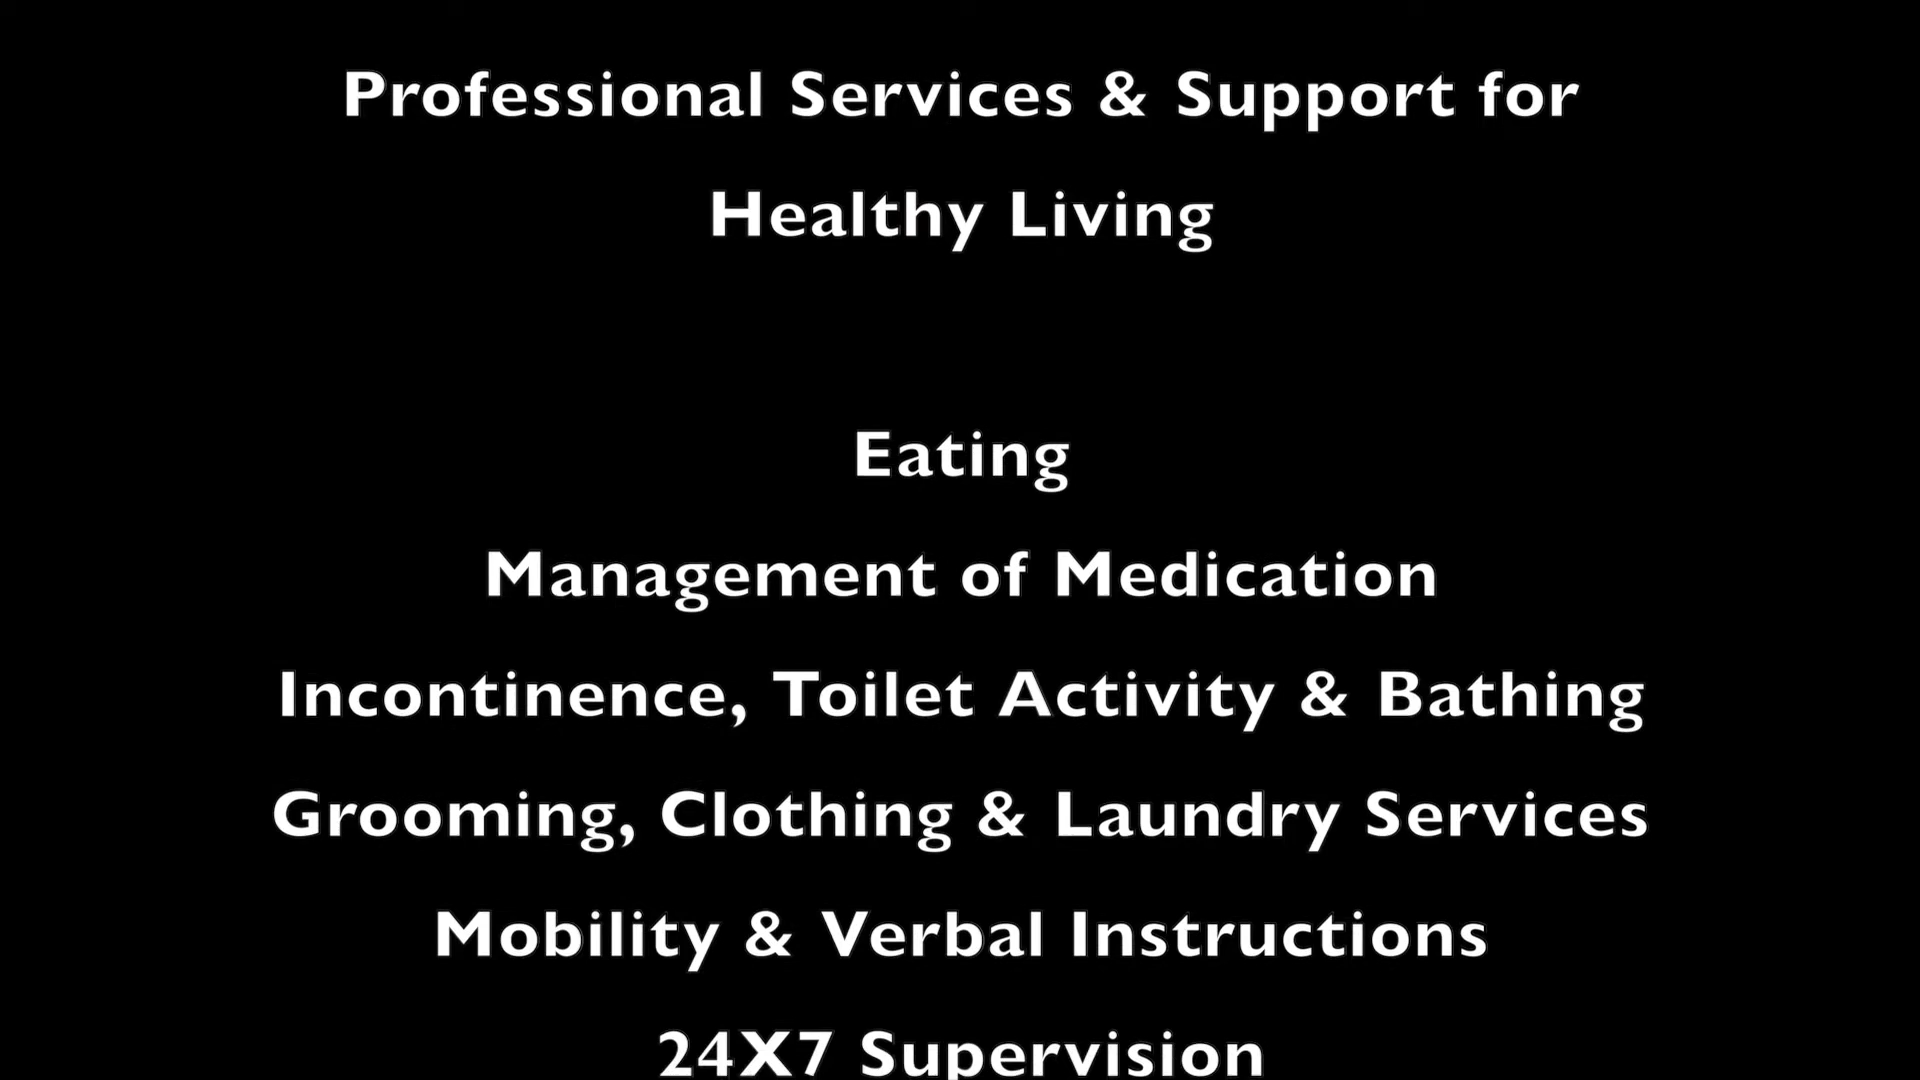 Professional Services & Support for
Healthy Living
Eating
Management of Medication
Incontinence, Toilet Activity & Bathing
Grooming, Clothing & Laundry Services
Mobility & Verbal Instructions
24X7 Supervision